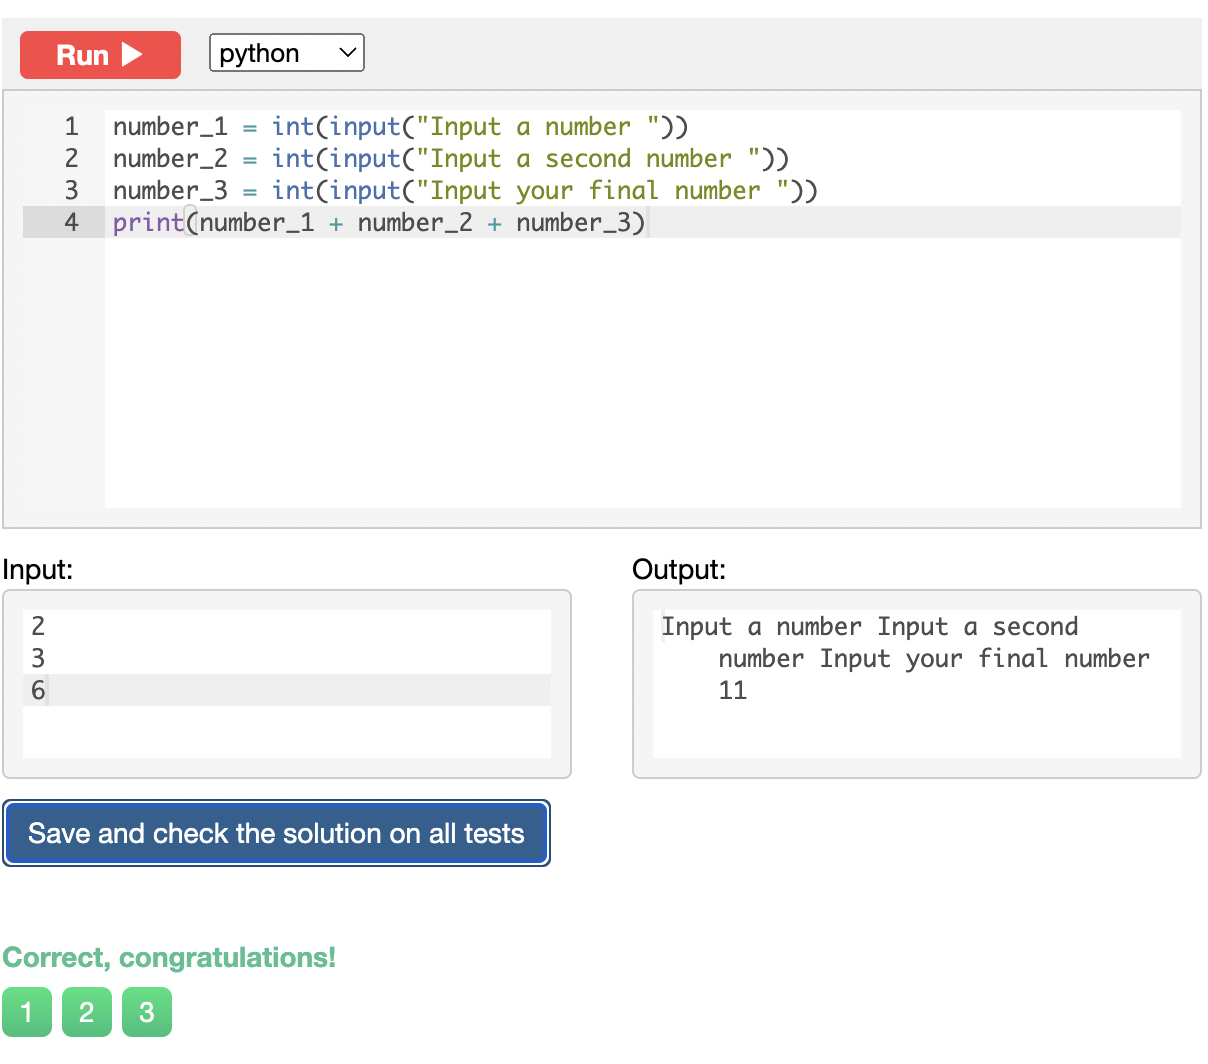 Run ▶ python
1 number_1 = int(input("Input a number "))
2 number_2 = int(input("Input a second number "))
3 number_3 = int(input("Input your final number "))
4 print(number_1 + number_2 + number_3)
Input:
2
3
6
Output:
Input a number Input a second
number Input your final number
11
Save and check the solution on all tests
Correct, congratulations!
1 2 3